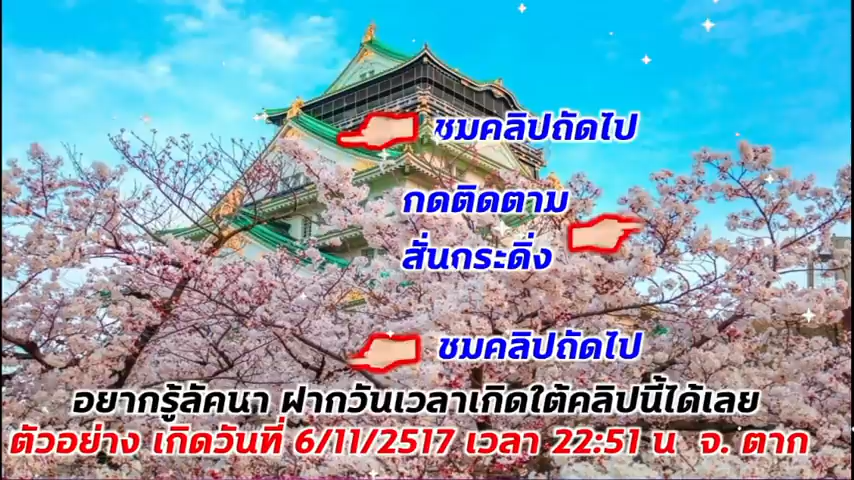 ชมคลิปถัดไป
กดติดตาม
สั่นกระดิ่ง
ชมคลิปถัดไป
อยากรู้ลัคนา ฝากวันเวลาเกิดใต้คลิปนี้ได้เลย
ตัวอย่าง เกิดวันที่ 6/11/2517 เวลา 22:51 น จ. ตาก